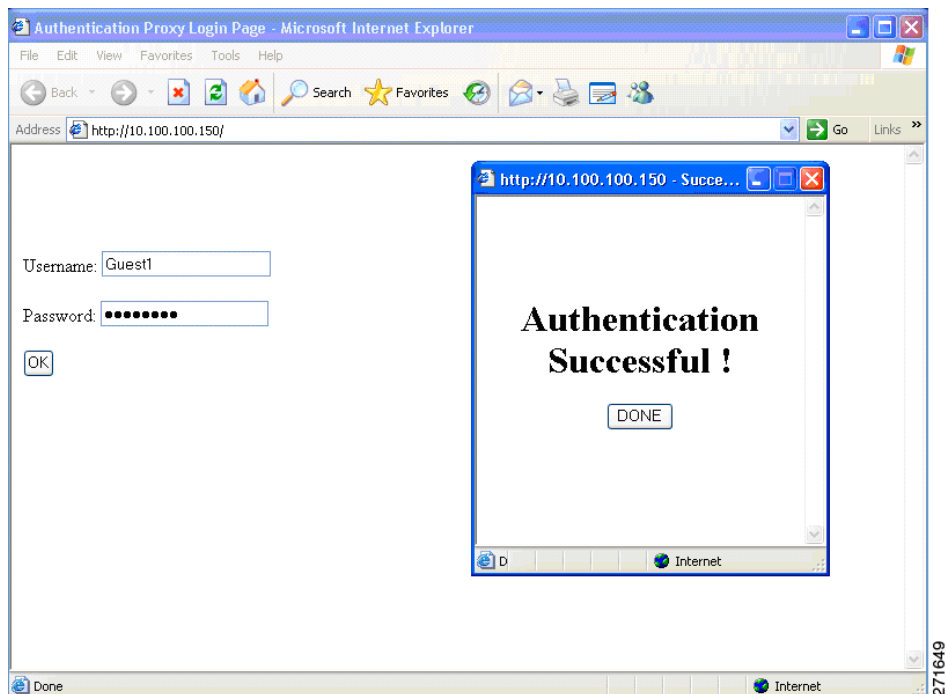 Authentication Proxy Login Page - Microsoft Internet Explorer
File Edit View Favorites Tools Help
Back Search Favorites
Address http://10.100.100.150/ Go Links »
http://10.100.100.150 - Succe...
Username: Guest1
Password: ●●●●●●●●
OK
Authentication
Successful !
DONE
D Internet
Done Internet
271649